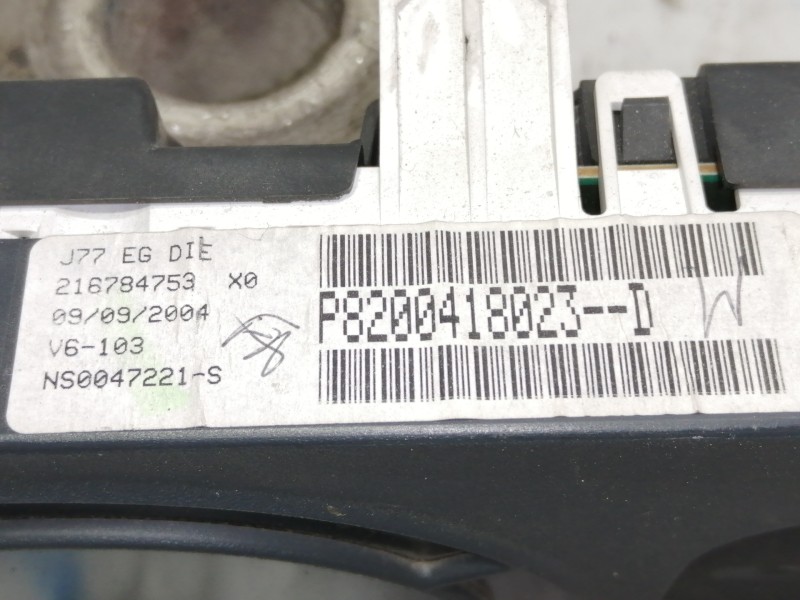 J77 EG DIE
216784753 X0
09/09/2004
V6-103
NS0047221-S
P8200418023--D
W